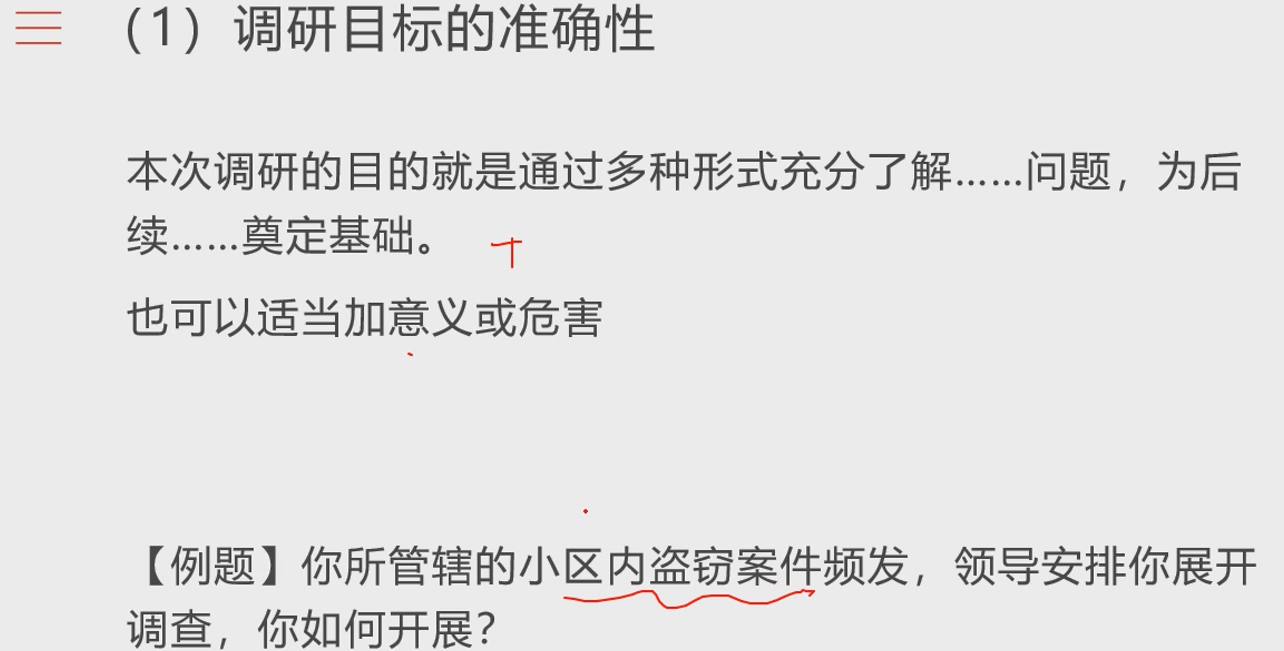 （1）调研目标的准确性
本次调研的目的就是通过多种形式充分了解……问题，为后
续……奠定基础。
也可以适当加意义或危害
【例题】你所管辖的小区内盗窃案件频发，领导安排你展开
调查，你如何开展？